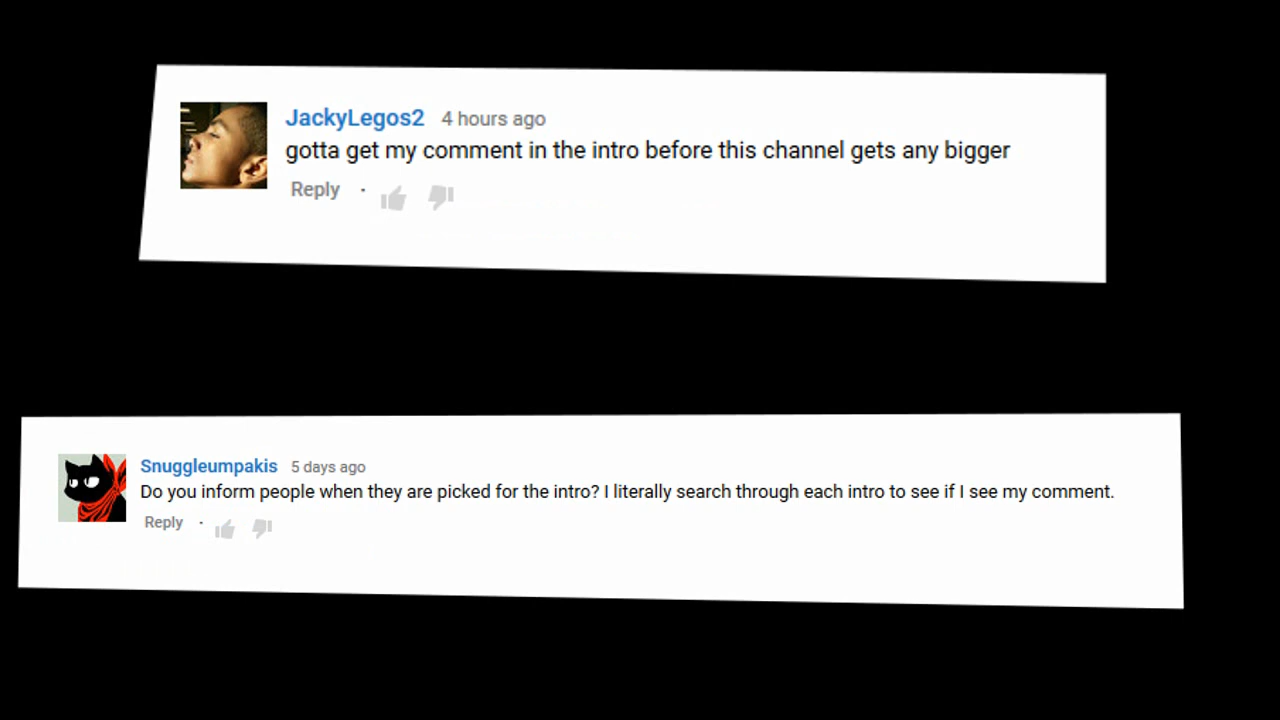 JackyLegos2 4 hours ago
gotta get my comment in the intro before this channel gets any bigger
Reply ·
Snuggleumpakis 5 days ago
Do you inform people when they are picked for the intro? I literally search through each intro to see if I see my comment.
Reply ·